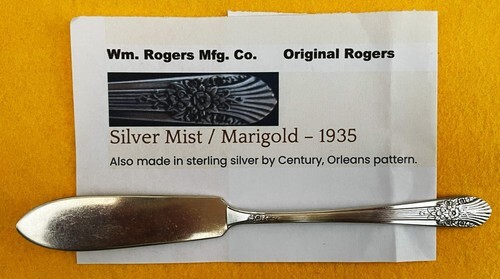 Wm. Rogers Mfg. Co. Original Rogers
Silver Mist / Marigold – 1935
Also made in sterling silver by Century, Orleans pattern.